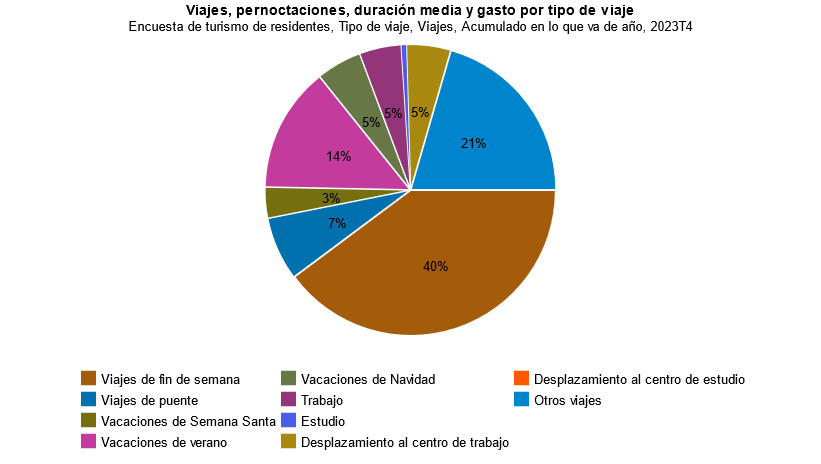 Viajes, pernoctaciones, duración media y gasto por tipo de viaje
Encuesta de turismo de residentes, Tipo de viaje, Viajes, Acumulado en lo que va de año, 2023T4
5%
5%
5%
21%
14%
3%
7%
40%
Viajes de fin de semana
Viajes de puente
Vacaciones de Semana Santa
Vacaciones de verano
Vacaciones de Navidad
Trabajo
Estudio
Desplazamiento al centro de trabajo
Desplazamiento al centro de estudio
Otros viajes